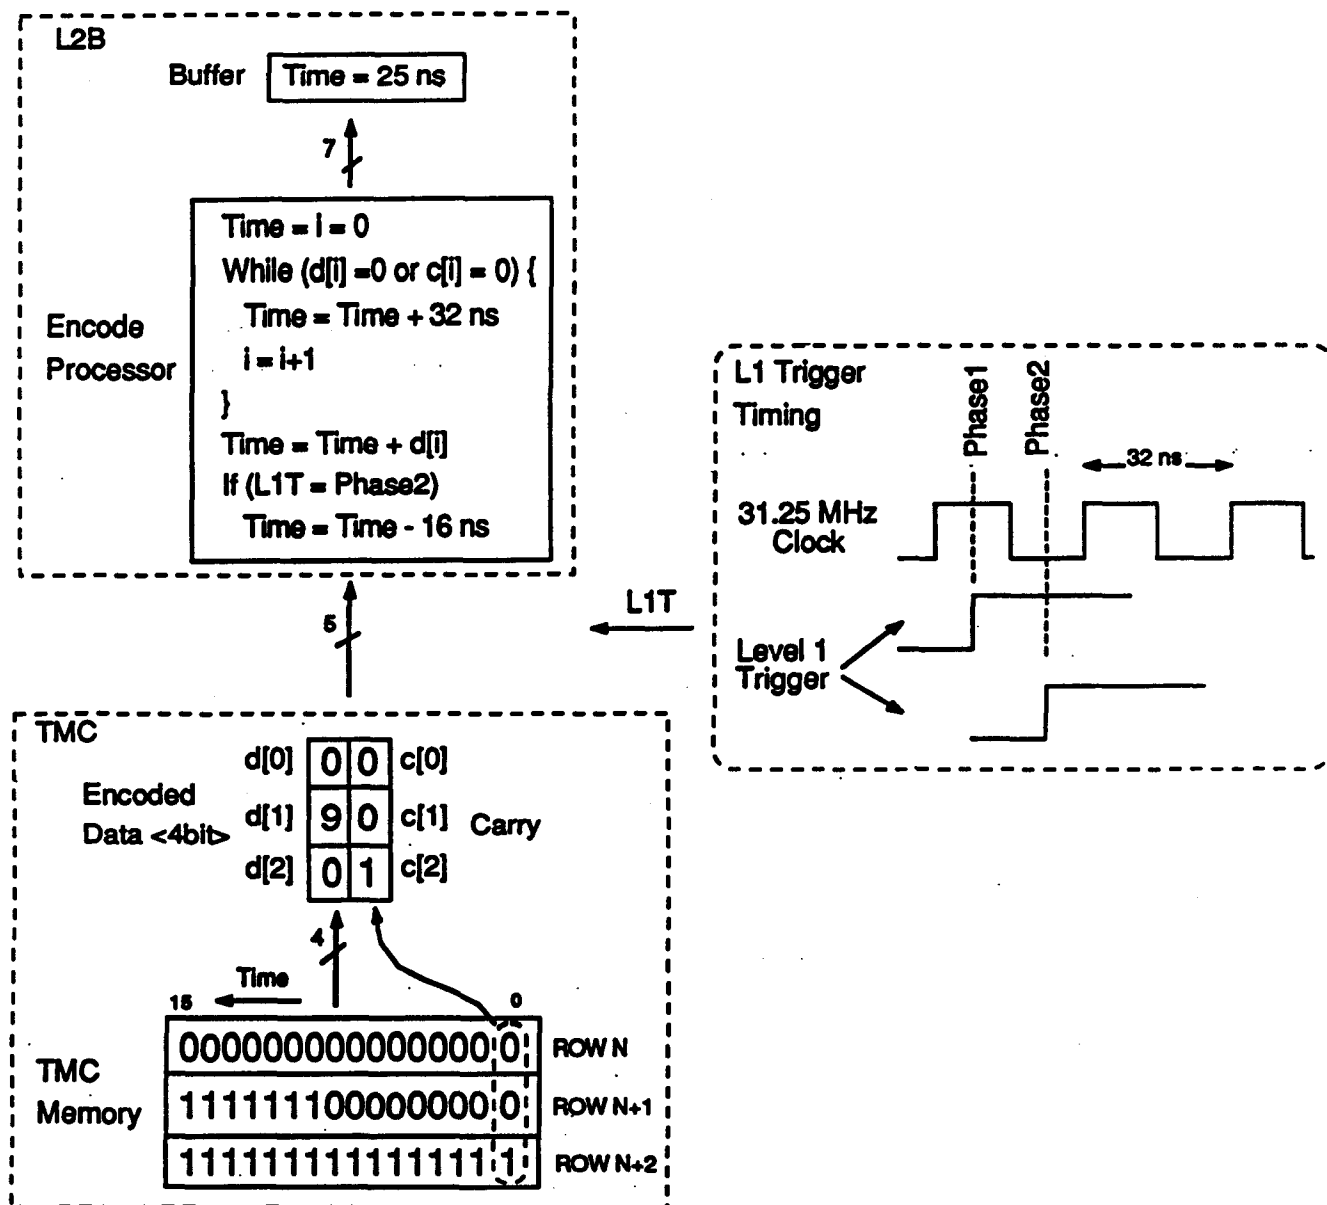 L2B
Buffer
Time = 25 ns
7
Encode
Processor
Time = i = 0
While (d[i] =0 or c[i] = 0) {
Time = Time + 32 ns
i = i+1
}
Time = Time + d[i]
If (L1T = Phase2)
Time = Time - 16 ns
5
L1T
L1 Trigger
Timing
Phase1
Phase2
32 ns
31.25 MHz
Clock
Level 1
Trigger
TMC
Encoded
Data <4bit>
d[0] 0 0 c[0]
d[1] 9 0 c[1]
d[2] 0 1 c[2]
Carry
4
Time
15
0
TMC
Memory
0000000000000000 ROW N
1111111000000000 ROW N+1
1111111111111111 ROW N+2